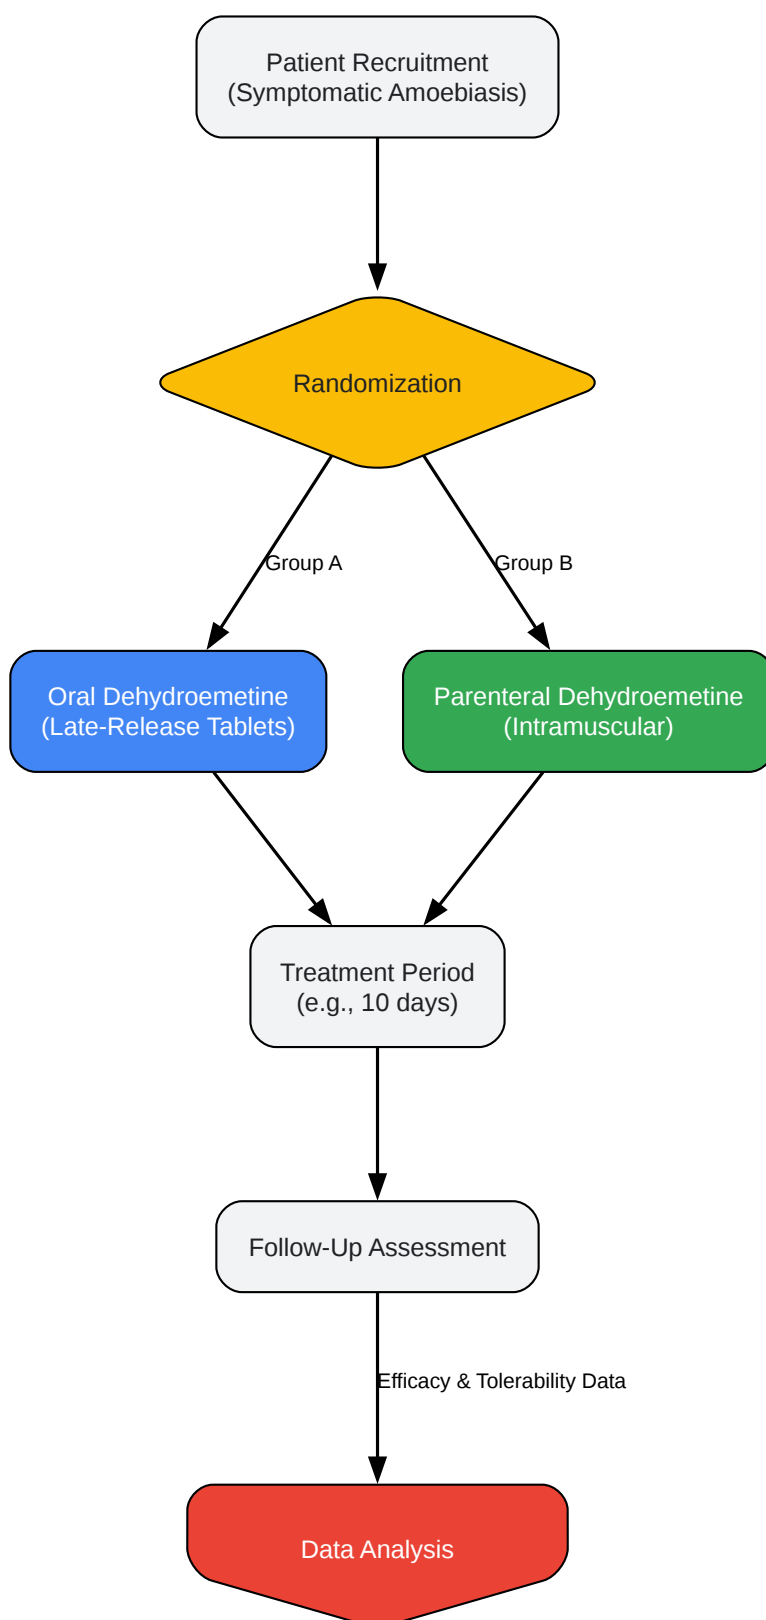 Patient Recruitment
(Symptomatic Amoebiasis)
Randomization
Group A
Group B
Oral Dehydroemetine
(Late-Release Tablets)
Parenteral Dehydroemetine
(Intramuscular)
Treatment Period
(e.g., 10 days)
Follow-Up Assessment
Efficacy & Tolerability Data
Data Analysis